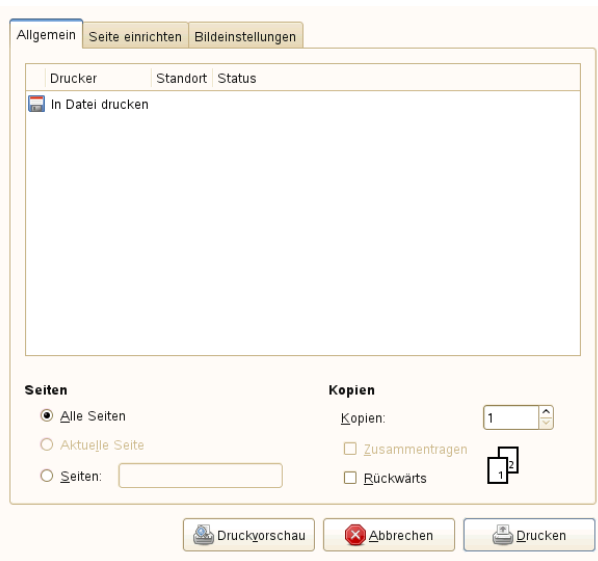 Allgemein Seite einrichten Bildeinstellungen
Drucker Standort Status
In Datei drucken
Seiten
Alle Seiten
Aktuelle Seite
Seiten:
Kopien
Kopien: 1
Zusammentragen
Rückwärts
1 2
Druckvorschau Abbrechen Drucken